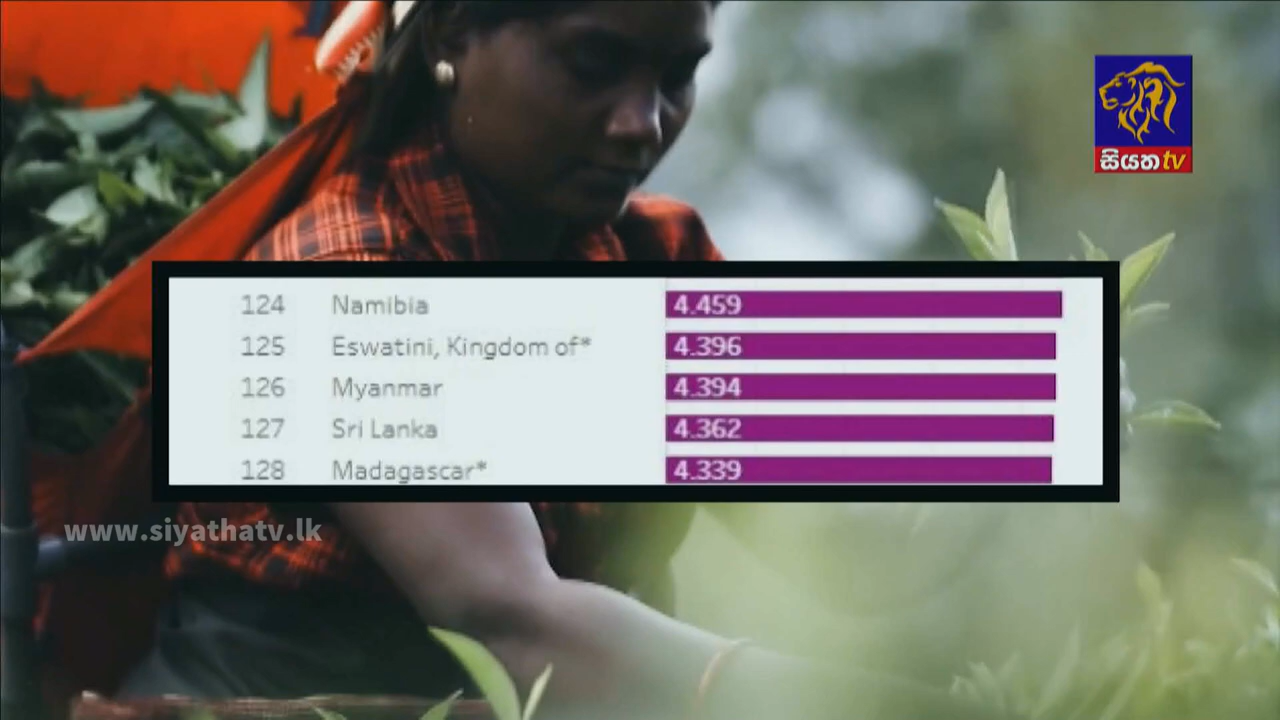 සියත tv
124 Namibia 4.459
125 Eswatini, Kingdom of* 4.396
126 Myanmar 4.394
127 Sri Lanka 4.362
128 Madagascar* 4.339
www.siyathatv.lk